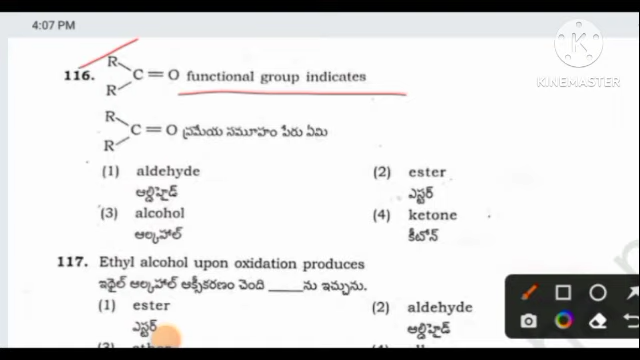 4:07 PM
KINEMASTER
116. R R C=O functional group indicates
R R C=O ప్రమేయ సమూహం పేరు ఏమి
(1) aldehyde (2) ester
ఆల్డిహైడ్ ఎస్టర్
(3) alcohol (4) ketone
ఆల్కహాల్ కీటోన్
117. Ethyl alcohol upon oxidation produces
ఇథైల్ ఆల్కహాల్ ఆక్సీకరణం చెంది ____ను ఇచ్చును.
(1) ester (2) aldehyde
ఎస్టర్ ఆల్డిహైడ్